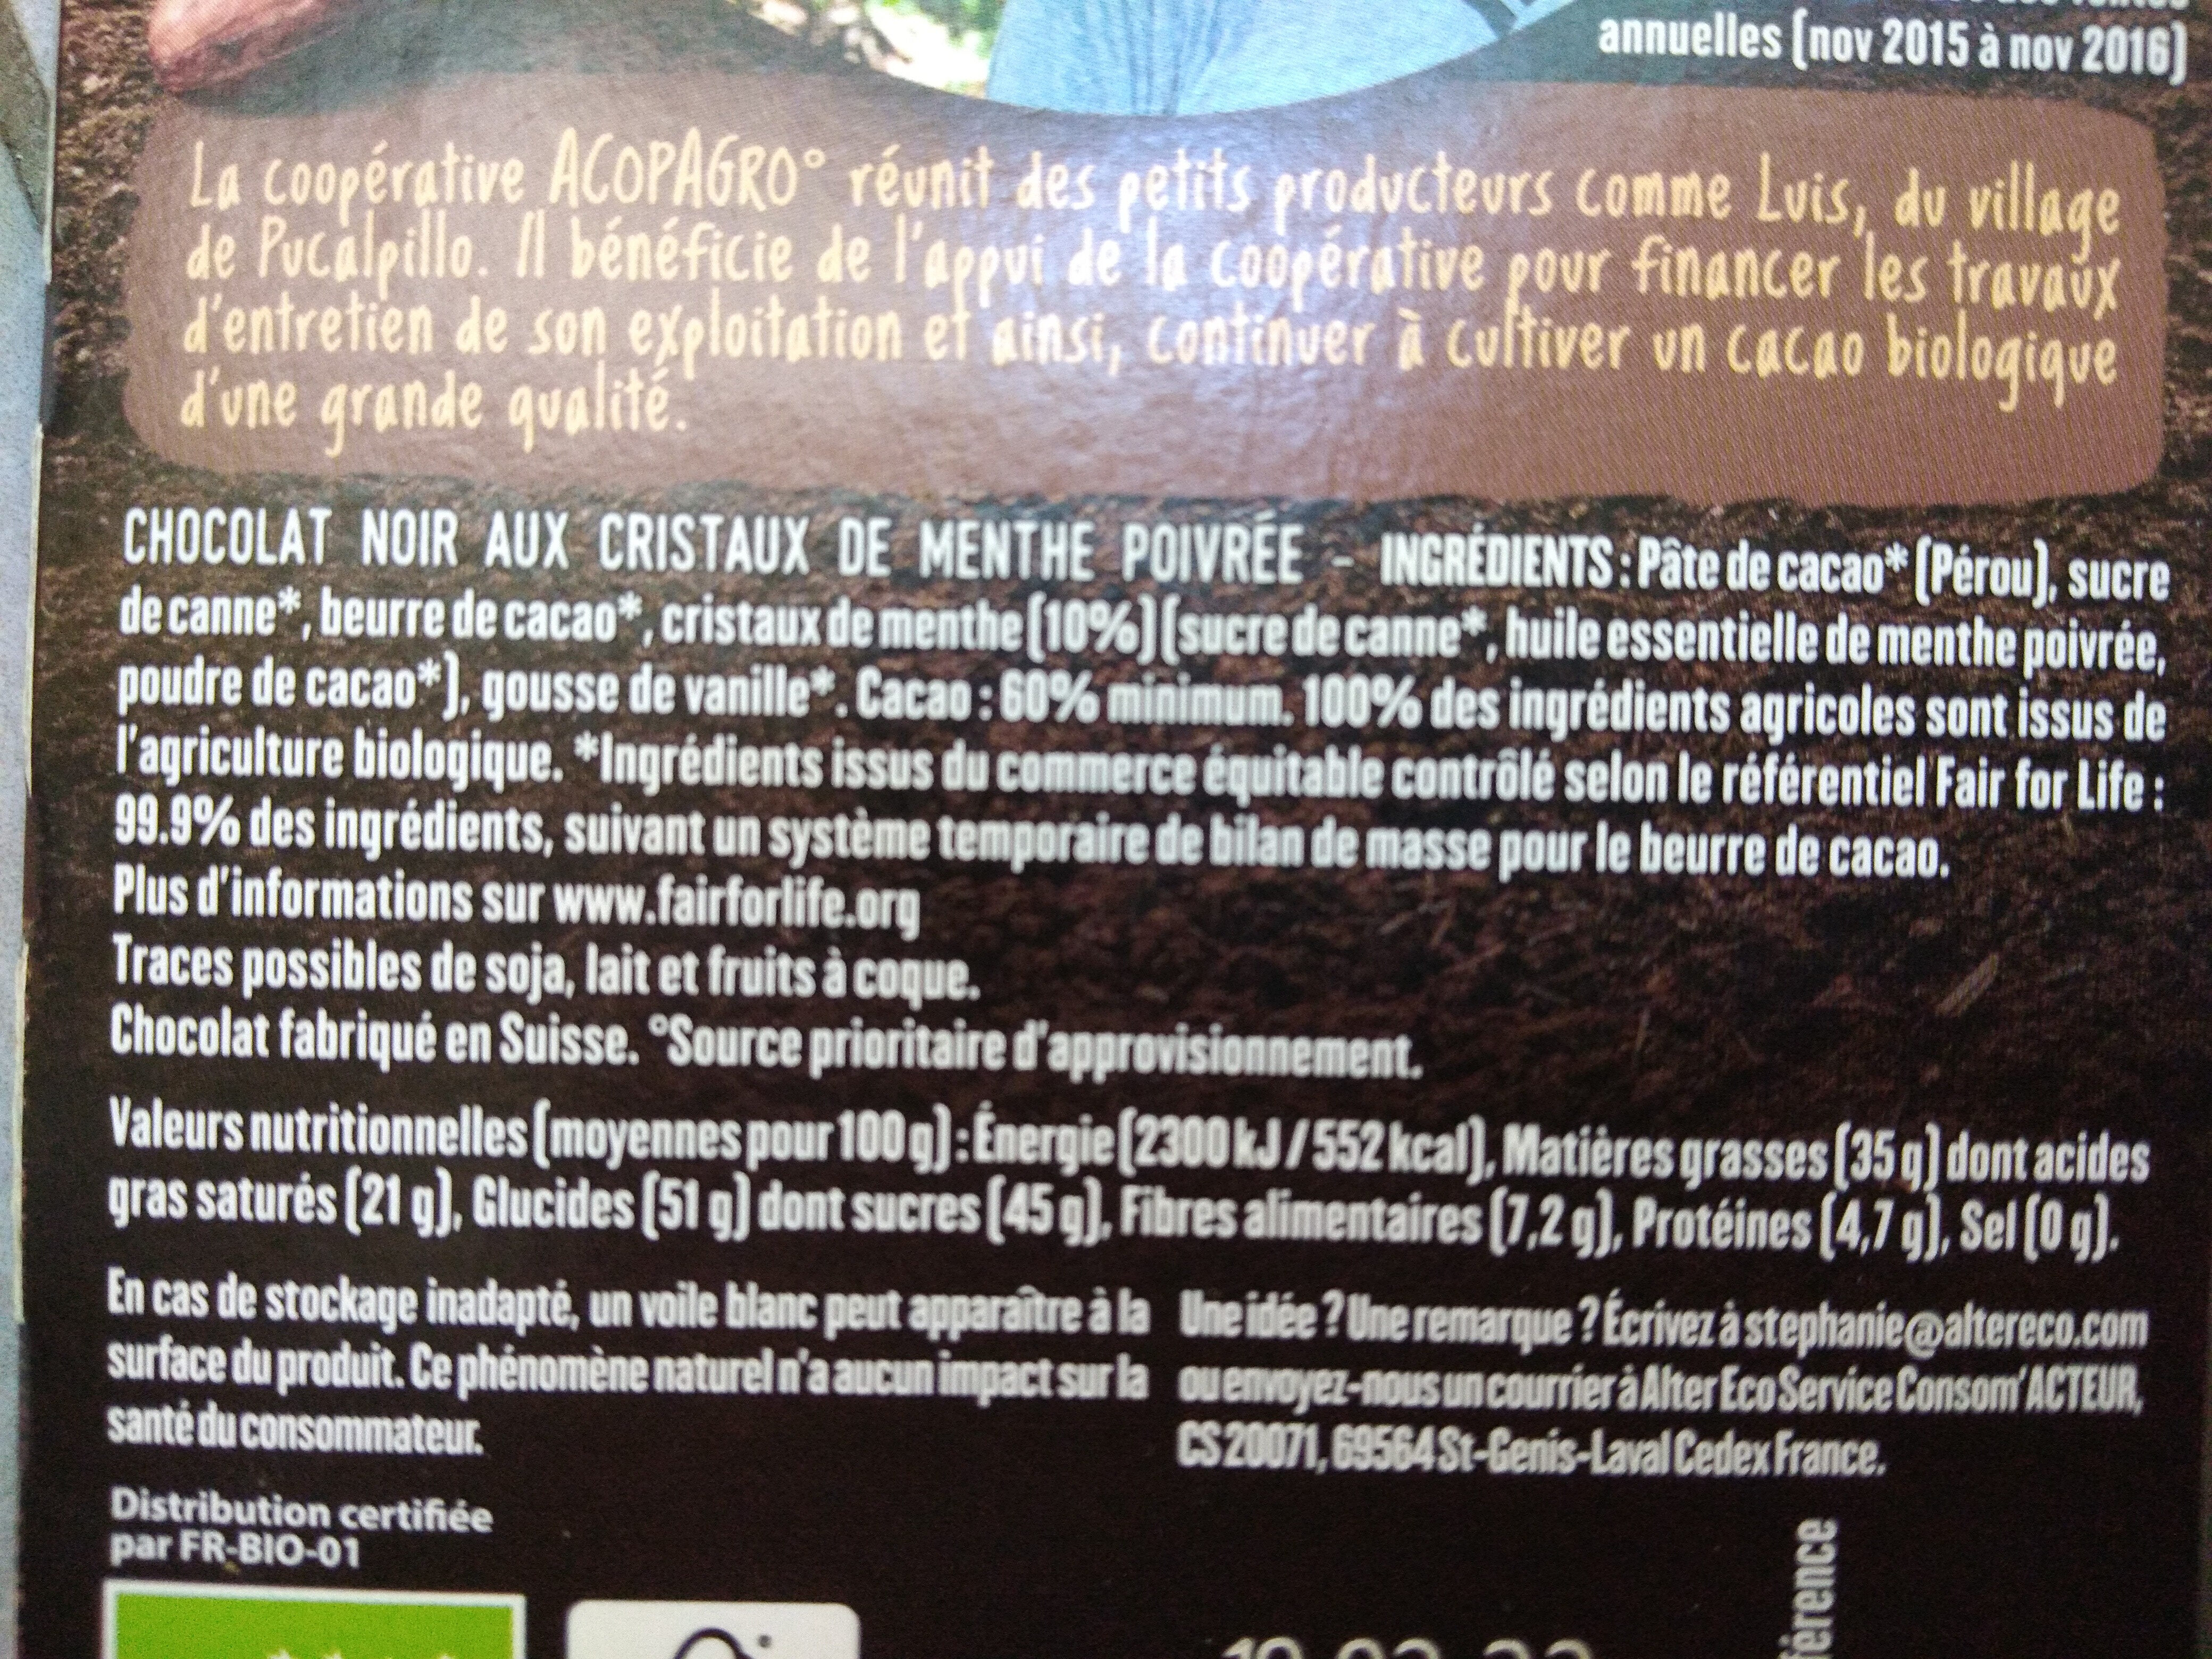 annuelles (nov 2015 à nov 2016)
La coopérative ACOPAGRO° réunit des petits producteurs comme Luis, du village
de Pucalpillo. Il bénéficie de l'appui de la coopérative pour financer les travaux
d'entretien de son exploitation et ainsi, continuer à cultiver un cacao biologique
d'une grande qualité.
CHOCOLAT NOIR AUX CRISTAUX DE MENTHE POIVRÉE - INGRÉDIENTS : Pâte de cacao* (Pérou), sucre
de canne*, beurre de cacao*, cristaux de menthe (10%) (sucre de canne*, huile essentielle de menthe poivrée,
poudre de cacao*), gousse de vanille*. Cacao : 60% minimum. 100% des ingrédients agricoles sont issus de
l'agriculture biologique. *Ingrédients issus du commerce équitable contrôlé selon le référentiel Fair for Life :
99.9% des ingrédients, suivant un système temporaire de bilan de masse pour le beurre de cacao.
Plus d'informations sur www.fairforlife.org
Traces possibles de soja, lait et fruits à coque.
Chocolat fabriqué en Suisse. °Source prioritaire d'approvisionnement.
Valeurs nutritionnelles (moyennes pour 100 g) : Énergie (2300 kJ / 552 kcal), Matières grasses (35 g) dont acides
gras saturés (21 g), Glucides (51 g) dont sucres (45 g), Fibres alimentaires (7,2 g), Protéines (4,7 g), Sel (0 g).
En cas de stockage inadapté, un voile blanc peut apparaître à la
surface du produit. Ce phénomène naturel n'a aucun impact sur la
santé du consommateur.
Une idée ? Une remarque ? Écrivez à stephanie@altereco.com
ou envoyez-nous un courrier à Alter Eco Service Consom'ACTEUR,
CS 20071, 69564 St-Genis-Laval Cedex France.
Distribution certifiée
par FR-BIO-01